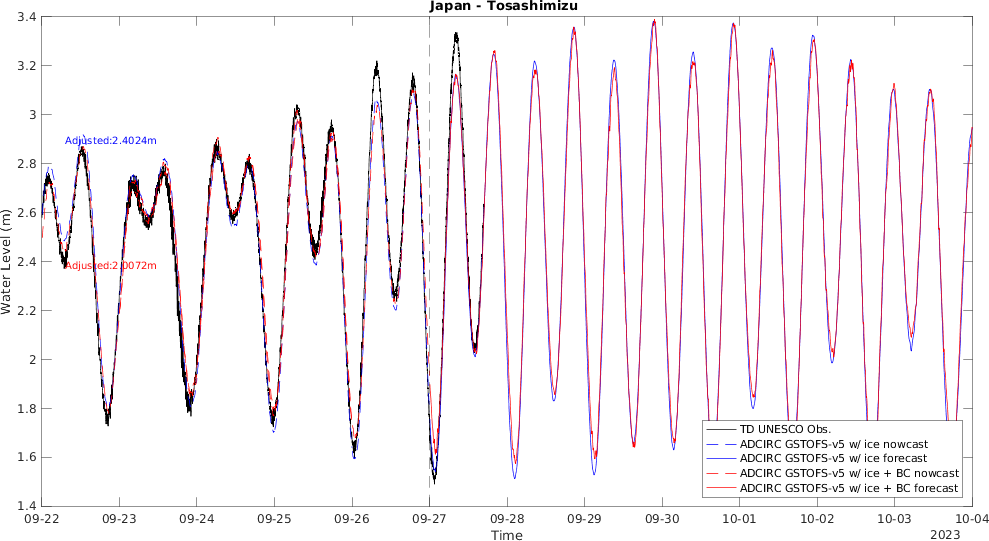 Japan - Tosashimizu
3.4
3.2
3
2.8
2.6
2.4
2.2
2
1.8
1.6
1.4
Water Level (m)
Adjusted:2.4024m
Adjusted:2.0072m
TD UNESCO Obs.
ADCIRC GSTOFS-v5 w/ ice nowcast
ADCIRC GSTOFS-v5 w/ ice forecast
ADCIRC GSTOFS-v5 w/ ice + BC nowcast
ADCIRC GSTOFS-v5 w/ ice + BC forecast
09-22 09-23 09-24 09-25 09-26 09-27 09-28 09-29 09-30 10-01 10-02 10-03 10-04
Time
2023